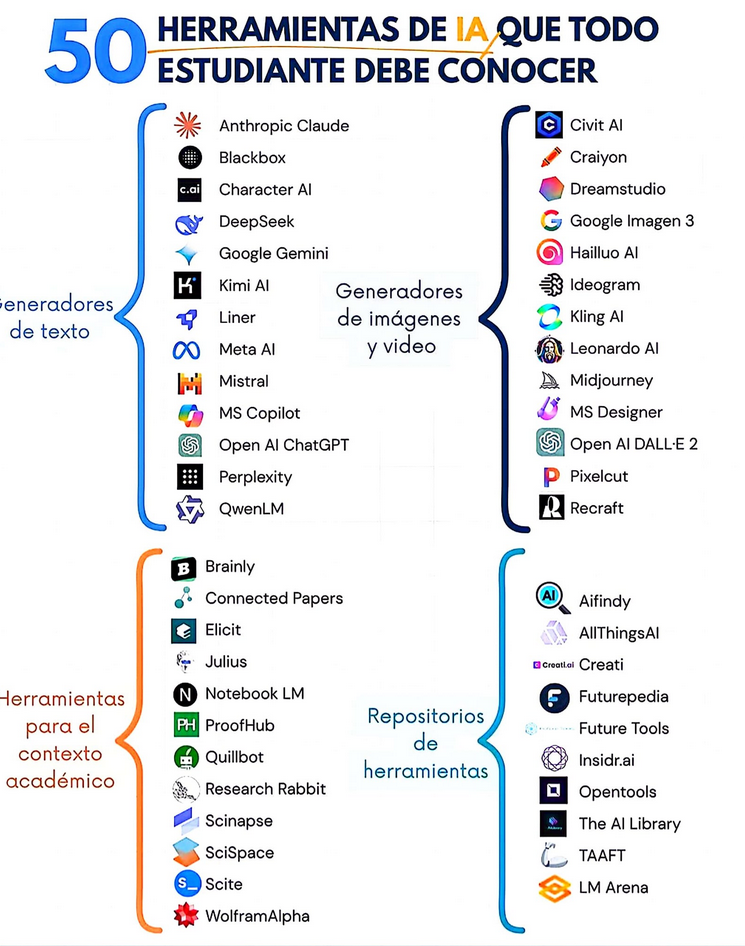 50 HERRAMIENTAS DE IA QUE TODO
ESTUDIANTE DEBE CONOCER
Generadores
de texto
Anthropic Claude
Blackbox
c.ai Character AI
DeepSeek
Google Gemini
Kimi AI
Liner
Meta AI
Mistral
MS Copilot
Open AI ChatGPT
Perplexity
QwenLM
Generadores
de imágenes
y video
Civit AI
Craiyon
Dreamstudio
Google Imagen 3
Hailluo AI
Ideogram
Kling AI
Leonardo AI
Midjourney
MS Designer
Open AI DALL·E 2
Pixelcut
Recraft
Herramientas
para el
contexto
académico
Brainly
Connected Papers
Elicit
Julius
Notebook LM
PH ProofHub
Quillbot
Research Rabbit
Scinapse
SciSpace
Scite
WolframAlpha
Repositorios
de
herramientas
AI Aifindy
AllThingsAI
Creati.ai Creati
Futurepedia
Future Tools
Insidr.ai
Opentools
The AI Library
TAAFT
LM Arena